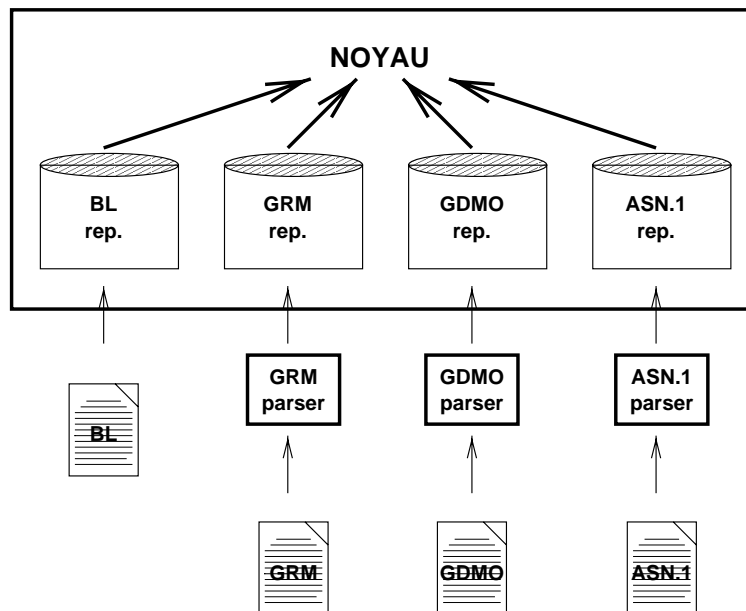 NOYAU
BL
rep.
GRM
rep.
GDMO
rep.
ASN.1
rep.
GRM
parser
GDMO
parser
ASN.1
parser
BL
GRM
GDMO
ASN.1